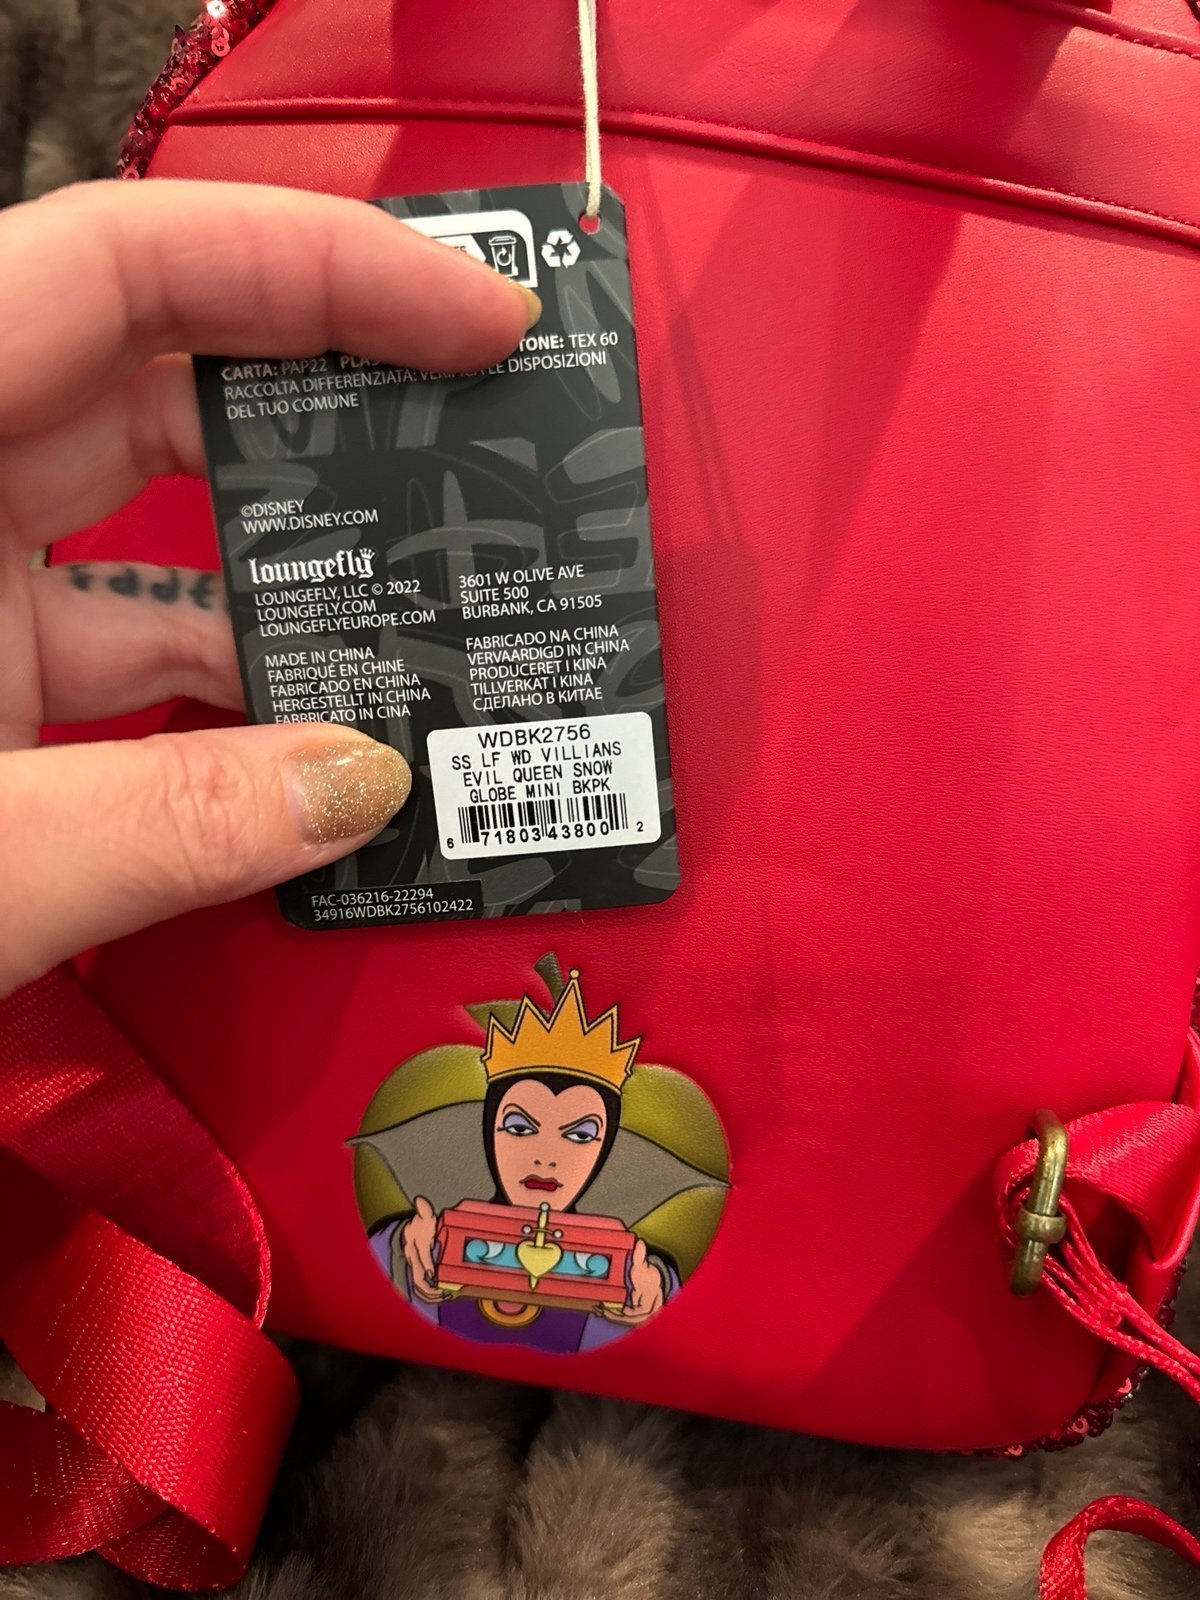 TONE: TEX 60
CARTA: PAP22
RACCOLTA DIFFERENZIATA: LE DISPOSIZIONI
DEL TUO COMUNE
©DISNEY
WWW.DISNEY.COM
loungefly
LOUNGEFLY, LLC © 2022
LOUNGEFLY.COM
LOUNGEFLYEUROPE.COM
3601 W OLIVE AVE
SUITE 500
BURBANK, CA 91505
MADE IN CHINA
FABRIQUÉ EN CHINE
FABRICADO EN CHINA
HERGESTELLT IN CHINA
FABBRICATO IN CINA
FABRICADO NA CHINA
VERVAARDIGD IN CHINA
PRODUCERET I KINA
TILLVERKAT I KINA
СДЕЛАНО В КИТАЕ
WDBK2756
SS LF WD VILLIANS
EVIL QUEEN SNOW
GLOBE MINI BKPK
6 71803 43800 2
FAC-036216-22294
34916WDBK2756102422